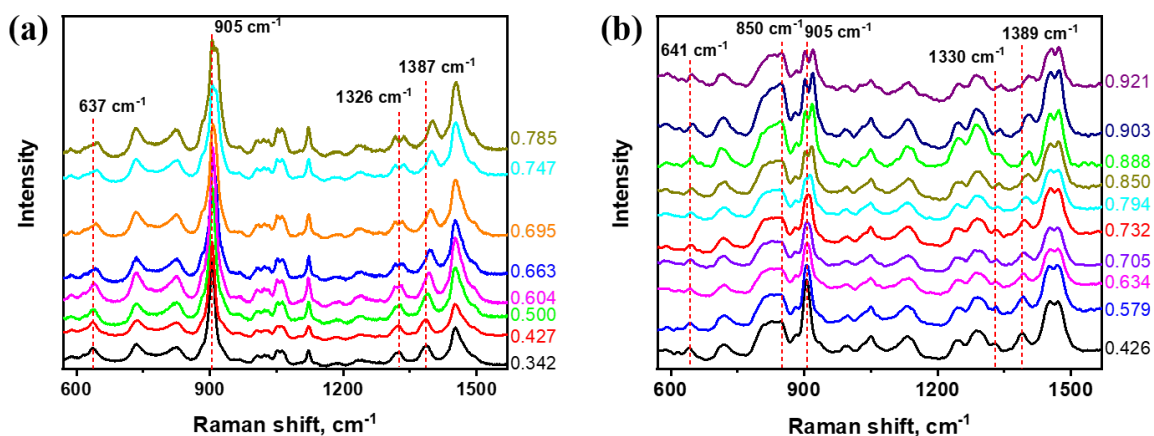 (a)
905 cm⁻¹
637 cm⁻¹
1326 cm⁻¹
1387 cm⁻¹
0.785
0.747
0.695
0.663
0.604
0.500
0.427
0.342
Intensity
600
900
1200
1500
Raman shift, cm⁻¹
(b)
850 cm⁻¹
905 cm⁻¹
641 cm⁻¹
1330 cm⁻¹
1389 cm⁻¹
0.921
0.903
0.888
0.850
0.794
0.732
0.705
0.634
0.579
0.426
Intensity
600
900
1200
1500
Raman shift, cm⁻¹